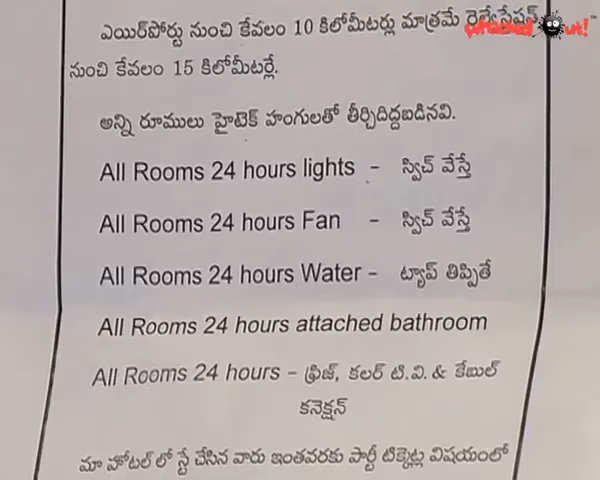 ఎయిర్‌పోర్టు నుంచి కేవలం 10 కిలోమీటర్లు మాత్రమే రైల్వేస్టేషన్
నుంచి కేవలం 15 కిలోమీటర్లే.
అన్ని రూములు హైటెక్ హంగులతో తీర్చిదిద్దబడినవి.
All Rooms 24 hours lights - స్విచ్ వేస్తే
All Rooms 24 hours Fan - స్విచ్ వేస్తే
All Rooms 24 hours Water - ట్యాప్ తిప్పితే
All Rooms 24 hours attached bathroom
All Rooms 24 hours - ఫ్రిజ్, కలర్ టి.వి. & కేబుల్
కనెక్షన్
మా హోటల్ లో స్టే చేసిన వారు ఇంతవరకు పార్టీ టిక్కెట్ల విషయంలో